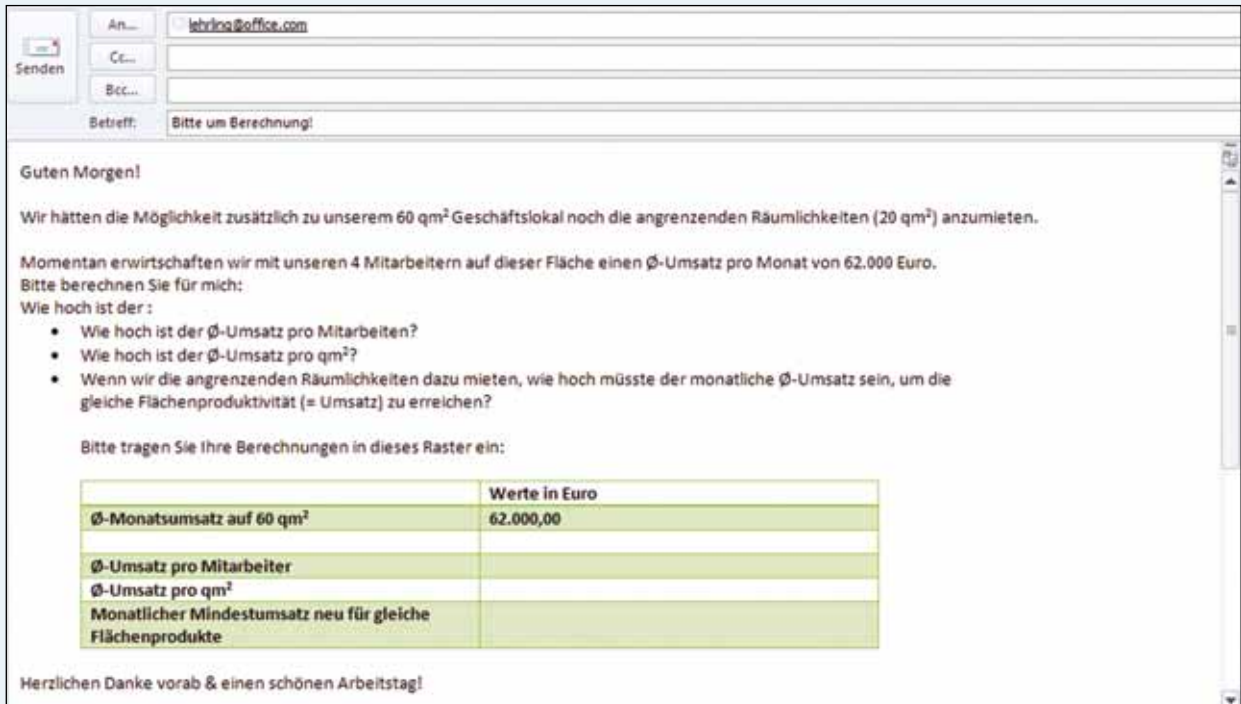 An...
lehrling@office.com
Senden
Cc...
Bcc...
Betreff:
Bitte um Berechnung!
Guten Morgen!
Wir hätten die Möglichkeit zusätzlich zu unserem 60 qm² Geschäftslokal noch die angrenzenden Räumlichkeiten (20 qm²) anzumieten.
Momentan erwirtschaften wir mit unseren 4 Mitarbeitern auf dieser Fläche einen Ø-Umsatz pro Monat von 62.000 Euro.
Bitte berechnen Sie für mich:
Wie hoch ist der :
• Wie hoch ist der Ø-Umsatz pro Mitarbeiten?
• Wie hoch ist der Ø-Umsatz pro qm²?
• Wenn wir die angrenzenden Räumlichkeiten dazu mieten, wie hoch müsste der monatliche Ø-Umsatz sein, um die
gleiche Flächenproduktivität (= Umsatz) zu erreichen?
Bitte tragen Sie Ihre Berechnungen in dieses Raster ein:
Werte in Euro
Ø-Monatsumsatz auf 60 qm² 62.000,00
Ø-Umsatz pro Mitarbeiter
Ø-Umsatz pro qm²
Monatlicher Mindestumsatz neu für gleiche
Flächenprodukte
Herzlichen Danke vorab & einen schönen Arbeitstag!